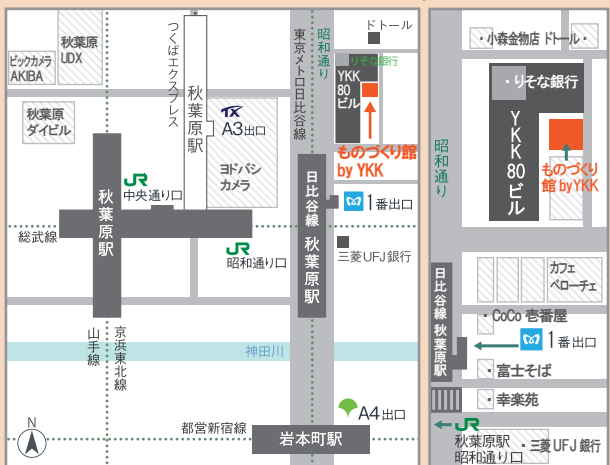 ビックカメラ
AKIBA
秋葉原
UDX
秋葉原
ダイビル
つくばエクスプレス
秋葉原駅
TX
A3出口
ヨドバシ
カメラ
東京メトロ日比谷線
昭和通り
ドトール
りそな銀行
YKK
80
ビル
ものづくり館
by YKK
JR
中央通り口
秋葉原駅
総武線
JR
昭和通り口
日比谷線 秋葉原駅
1番出口
三菱UFJ銀行
山手線
京浜東北線
神田川
都営新宿線
A4出口
岩本町駅
N
小森金物店
ドトール
りそな銀行
YKK80ビル
昭和通り
ものづくり
館 by YKK
カフェ
ベローチェ
日比谷線 秋葉原駅
CoCo 壱番屋
1番出口
富士そば
幸楽苑
JR
秋葉原駅
昭和通り口
三菱 UFJ 銀行